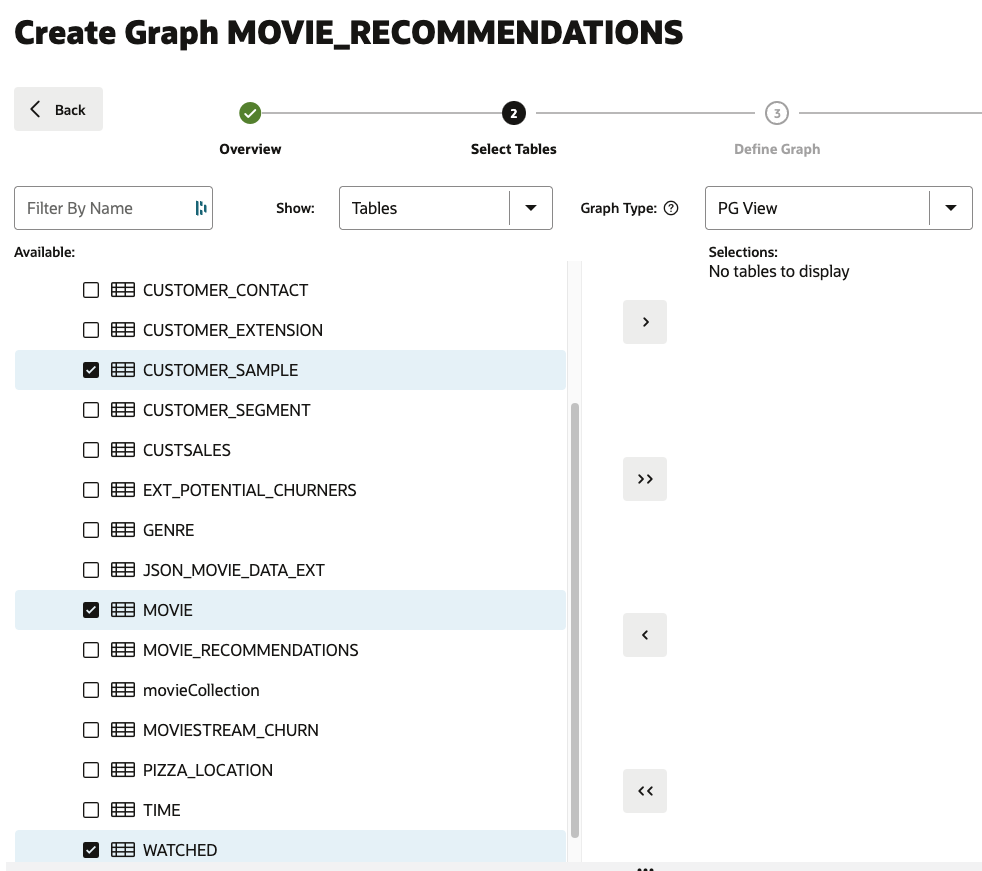 Create Graph MOVIE_RECOMMENDATIONS
Back
2
3
Overview
Select Tables
Define Graph
Filter By Name
Show:
Tables
Graph Type:
?
PG View
Available:
Selections:
No tables to display
CUSTOMER_CONTACT
CUSTOMER_EXTENSION
>
CUSTOMER_SAMPLE
CUSTOMER_SEGMENT
CUSTSALES
>>
EXT_POTENTIAL_CHURNERS
GENRE
JSON_MOVIE_DATA_EXT
MOVIE
<
MOVIE_RECOMMENDATIONS
movieCollection
MOVIESTREAM_CHURN
PIZZA_LOCATION
<<
TIME
WATCHED